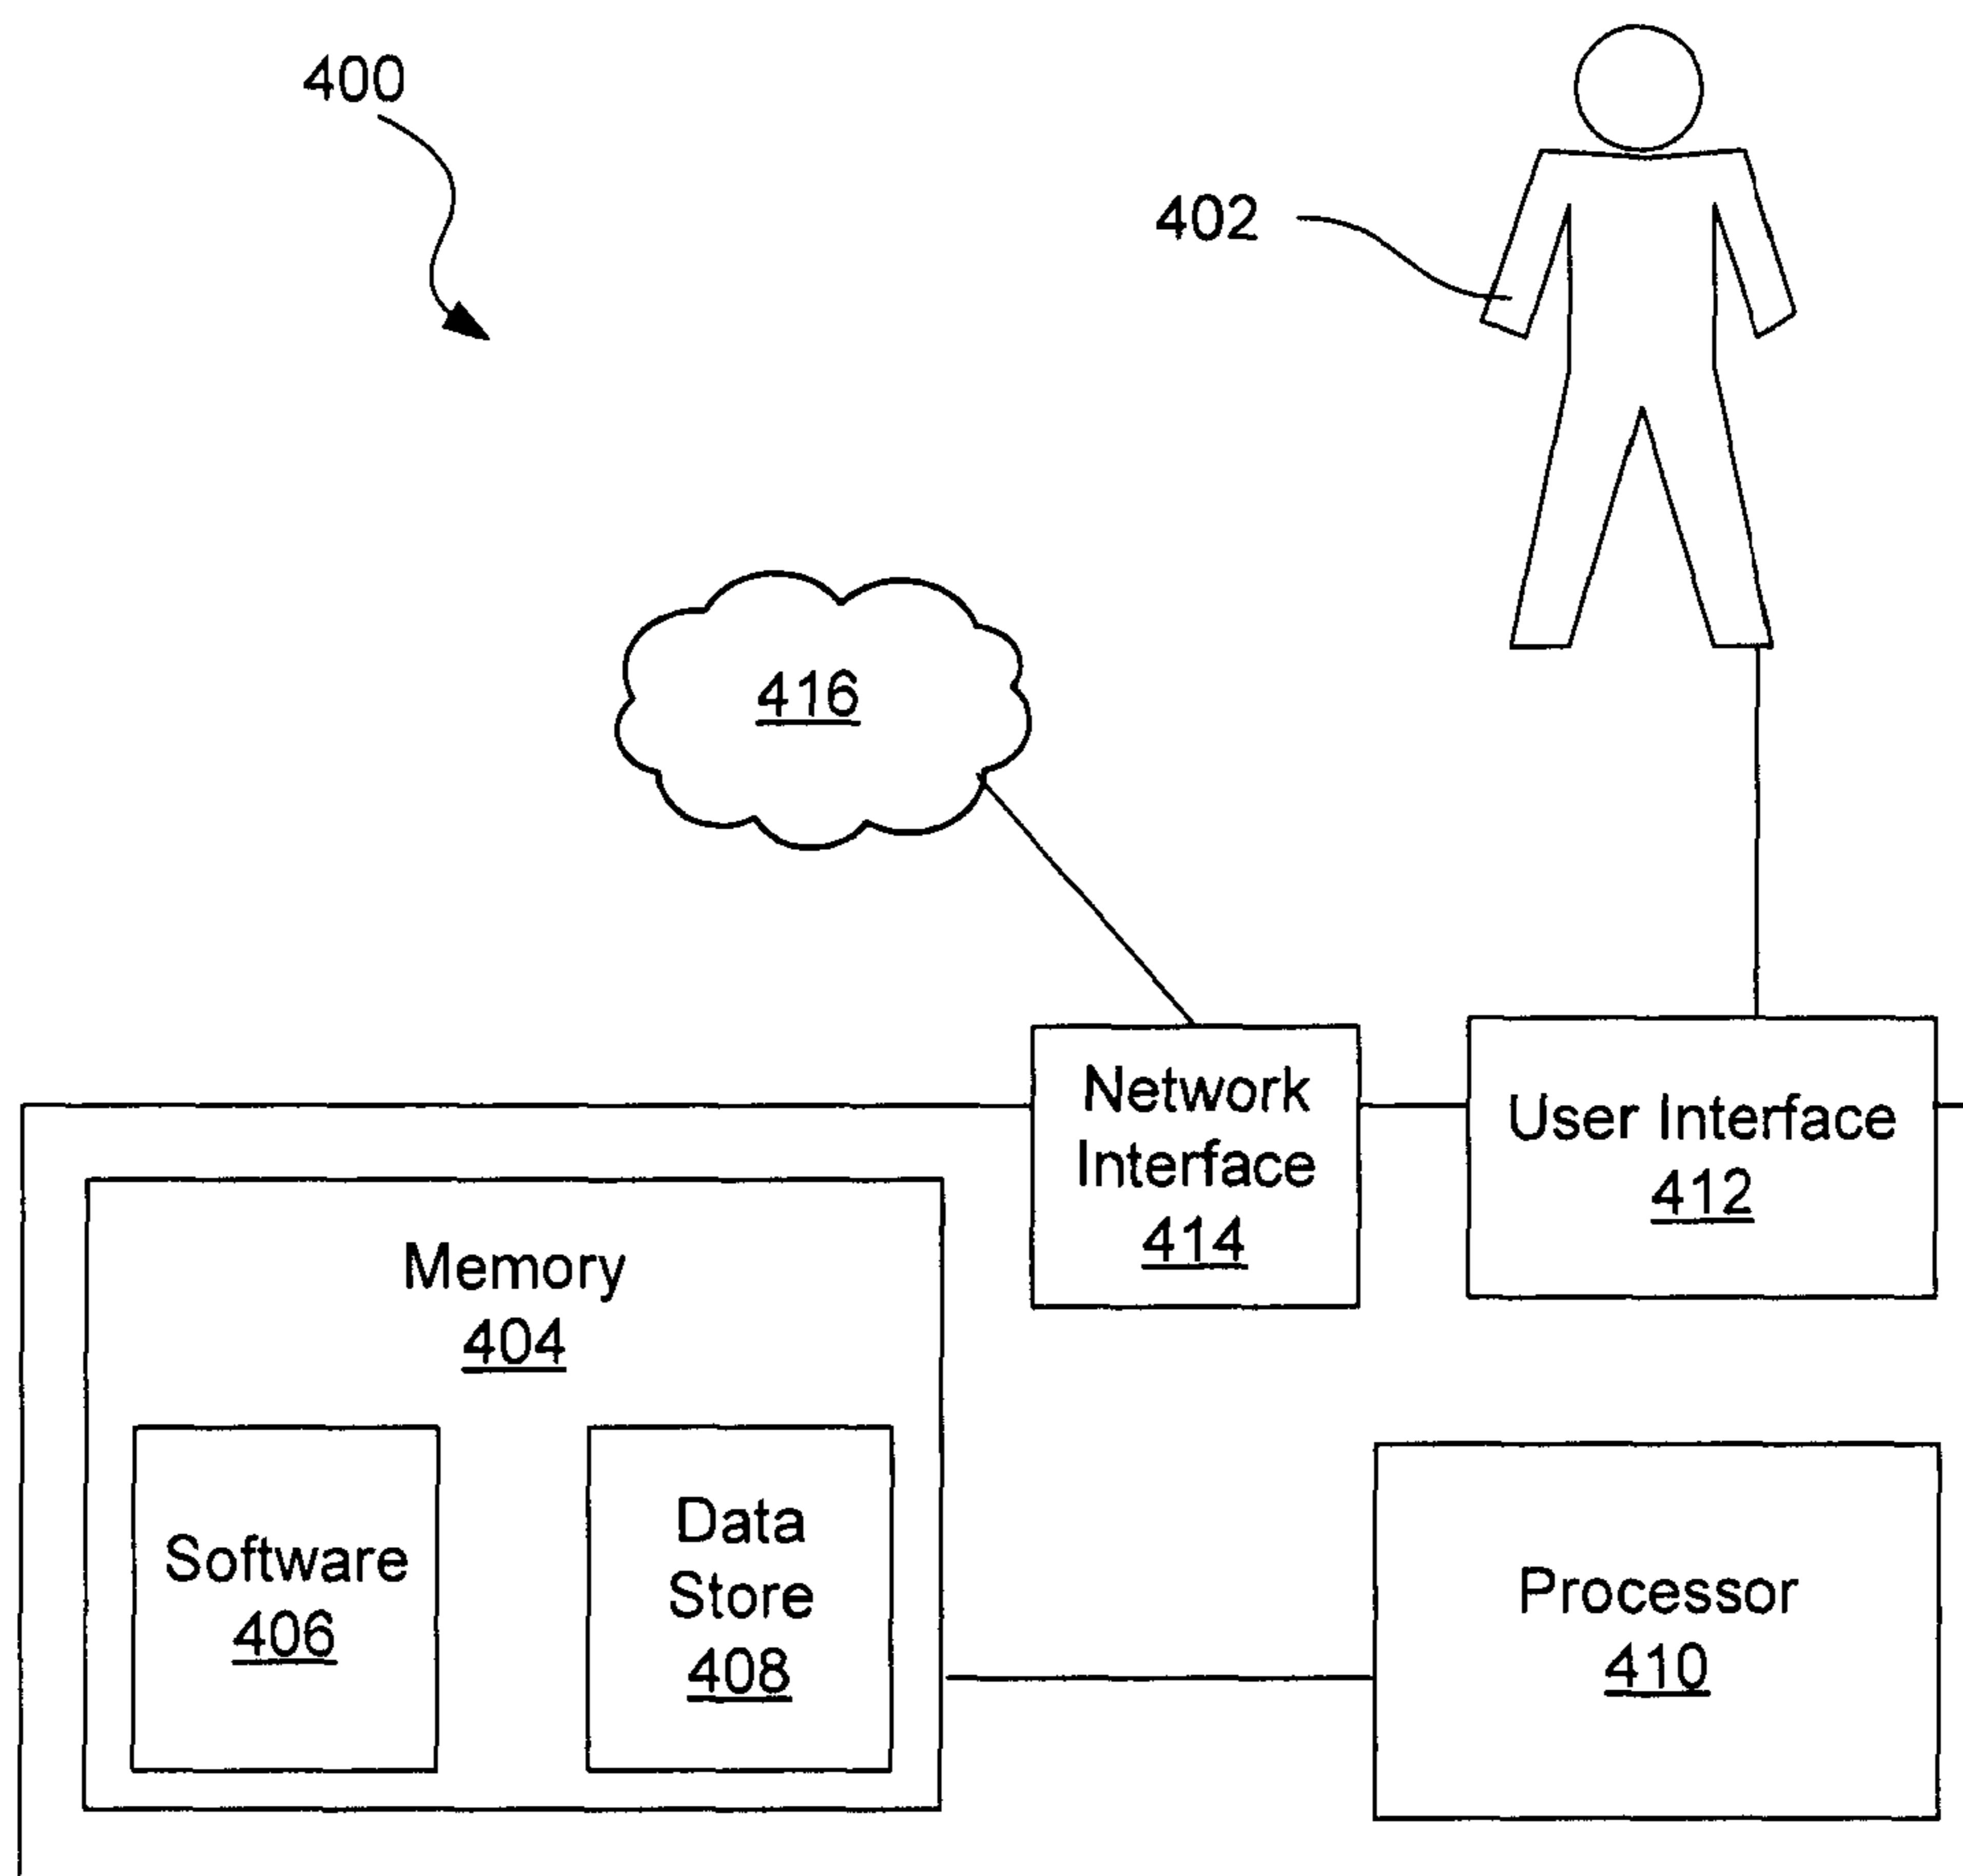 400
402
416
Network
Interface
414
User Interface
412
Memory
404
Software
406
Data
Store
408
Processor
410